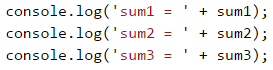 console.log('sum1 = ' + sum1);
console.log('sum2 = ' + sum2);
console.log('sum3 = ' + sum3);